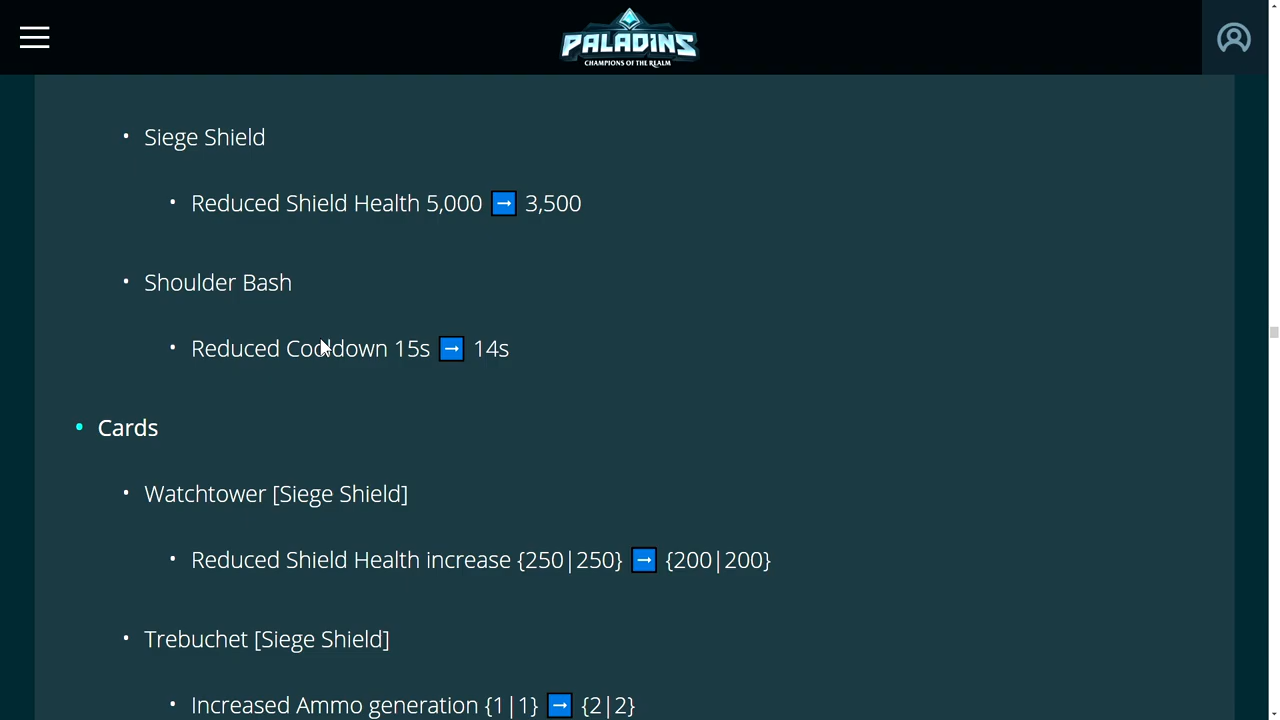 PALADINS
CHAMPIONS OF THE REALM
• Siege Shield
• Reduced Shield Health 5,000 ➡ 3,500
• Shoulder Bash
• Reduced Cooldown 15s ➡ 14s
• Cards
• Watchtower [Siege Shield]
• Reduced Shield Health increase {250|250} ➡ {200|200}
• Trebuchet [Siege Shield]
• Increased Ammo generation {1|1} ➡ {2|2}